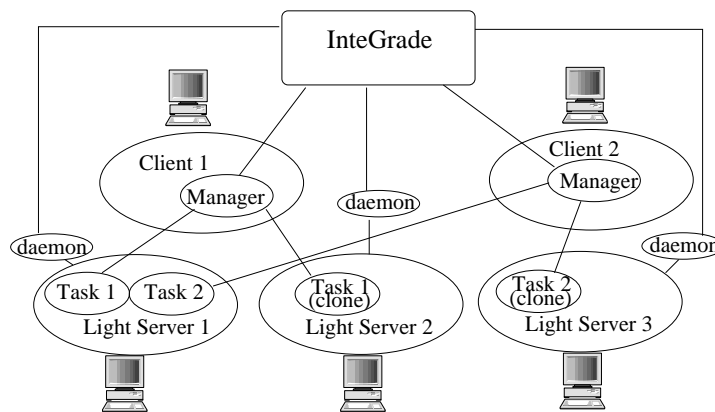 InteGrade
Client 1
Manager
Client 2
Manager
daemon
daemon
daemon
Task 1
Task 2
Light Server 1
Task 1
(clone)
Light Server 2
Task 2
(clone)
Light Server 3